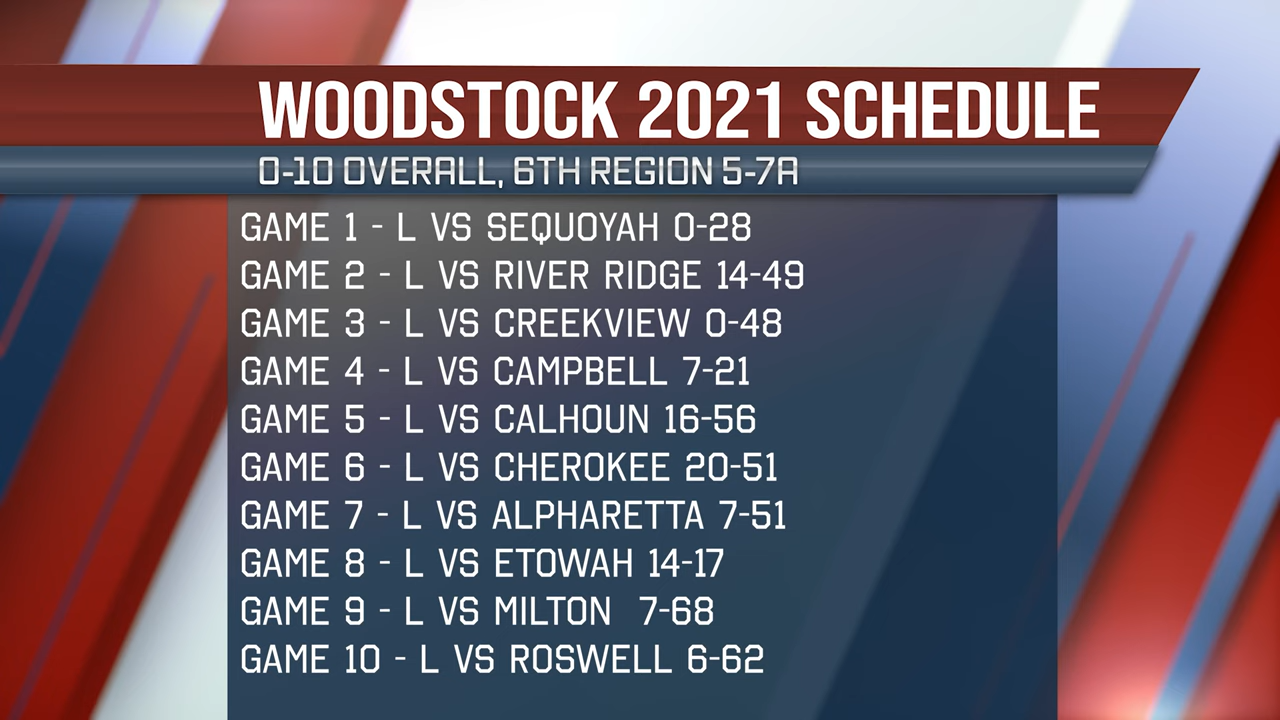 WOODSTOCK 2021 SCHEDULE
0-10 OVERALL, 6TH REGION 5-7A
GAME 1 - L VS SEQUOYAH 0-28
GAME 2 - L VS RIVER RIDGE 14-49
GAME 3 - L VS CREEKVIEW 0-48
GAME 4 - L VS CAMPBELL 7-21
GAME 5 - L VS CALHOUN 16-56
GAME 6 - L VS CHEROKEE 20-51
GAME 7 - L VS ALPHARETTA 7-51
GAME 8 - L VS ETOWAH 14-17
GAME 9 - L VS MILTON 7-68
GAME 10 - L VS ROSWELL 6-62